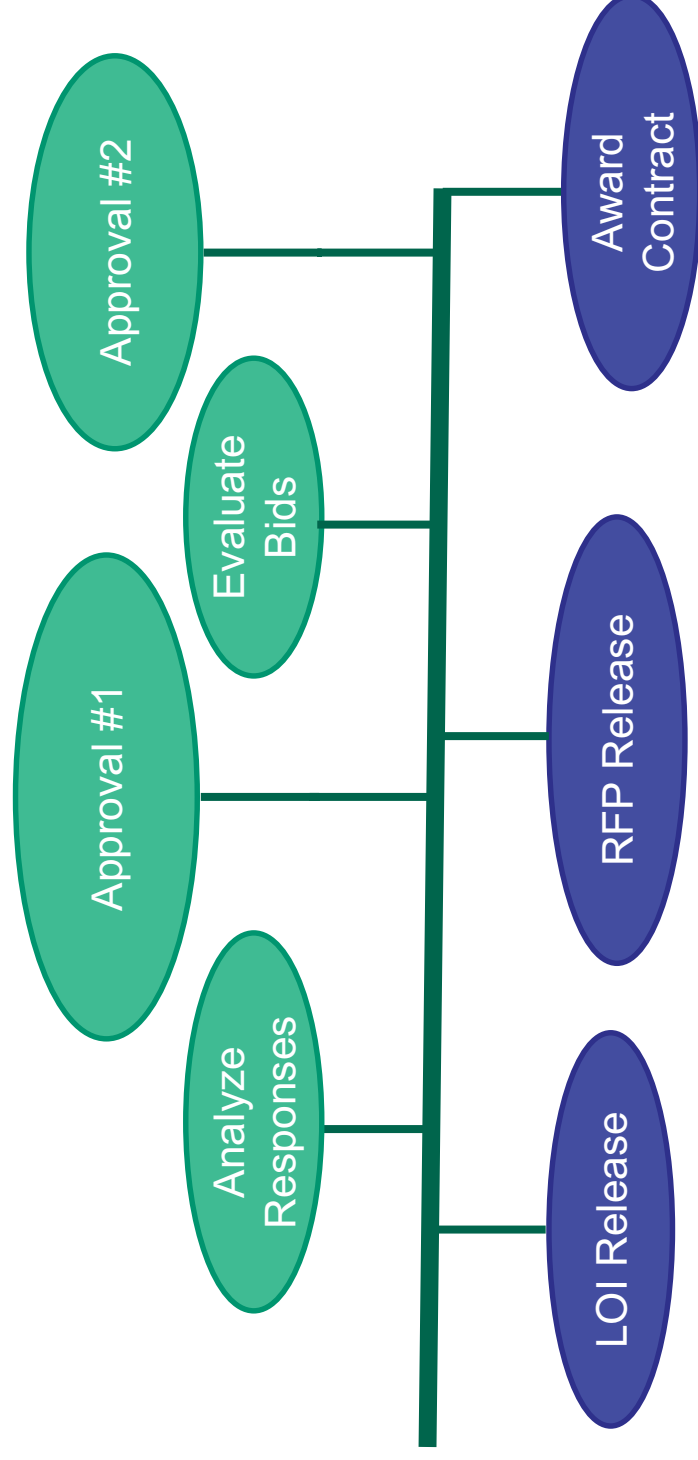 Approval #1
Approval #2
Analyze
Responses
Evaluate
Bids
LOI Release
RFP Release
Award
Contract